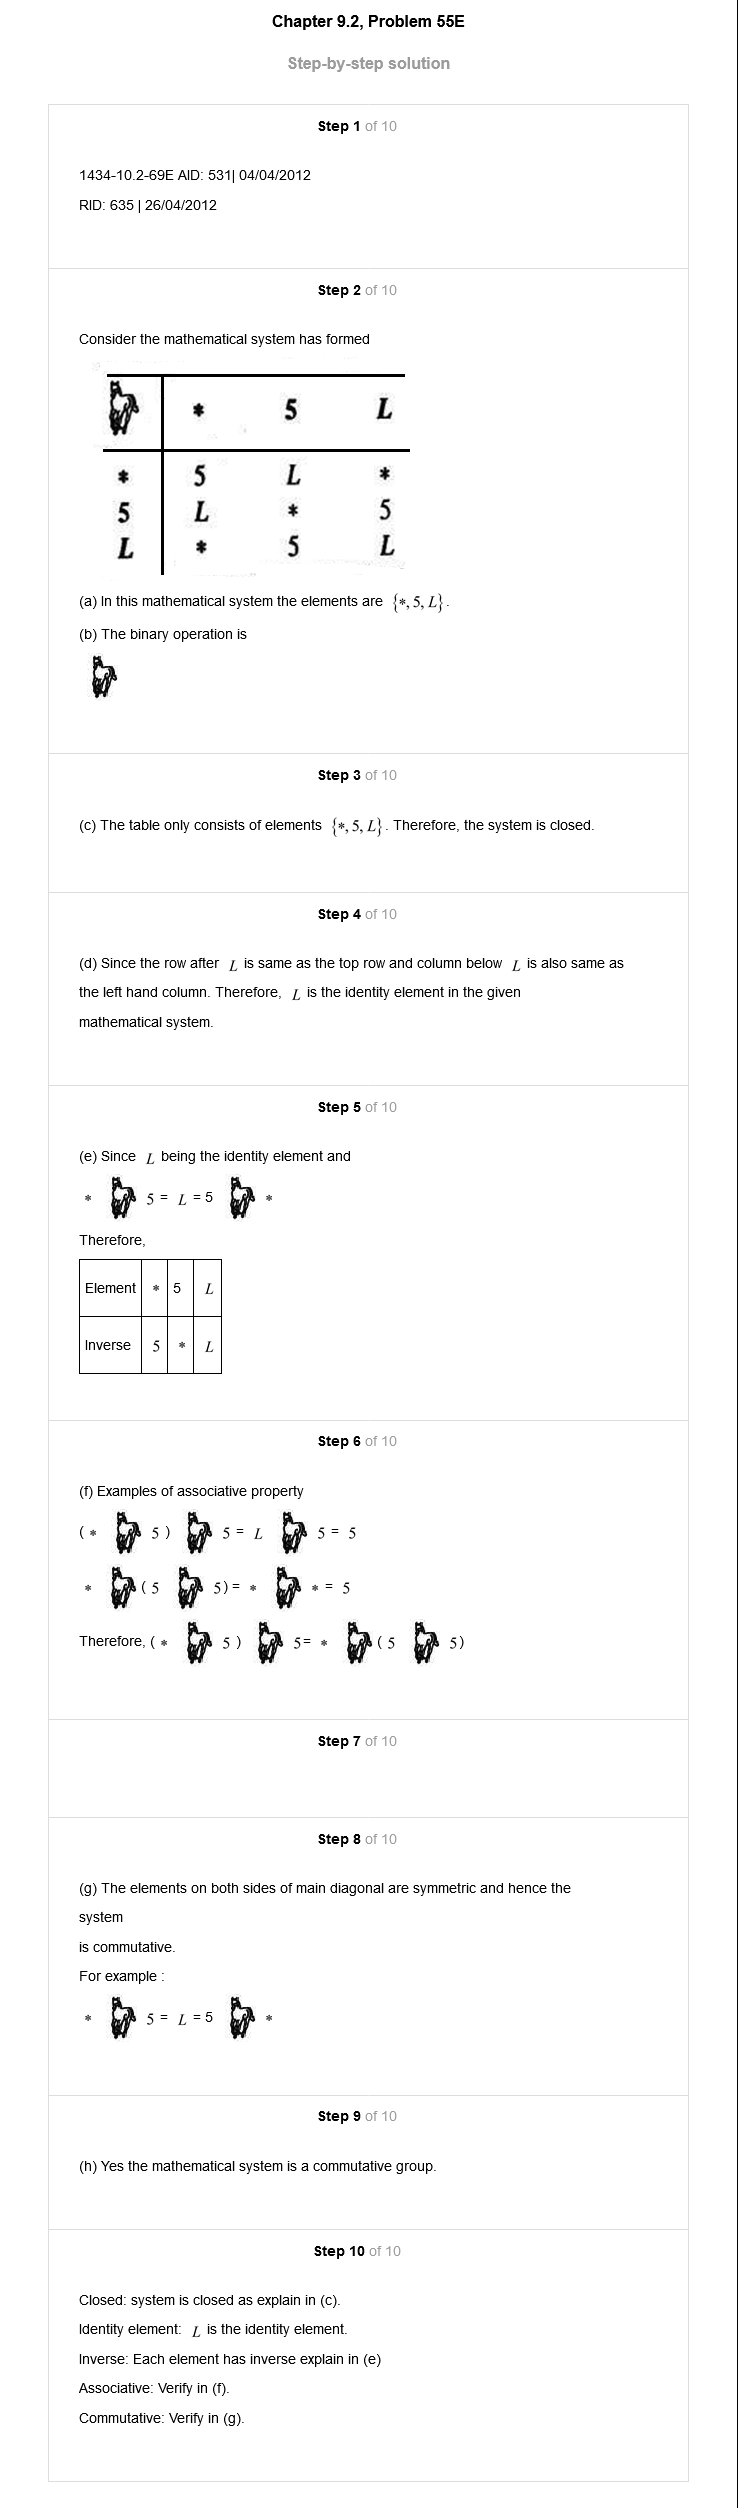 Chapter 9.2, Problem 55E
Step-by-step solution
Step 1 of 10
1434-10.2-69E AID: 531| 04/04/2012
RID: 635 | 26/04/2012
Step 2 of 10
Consider the mathematical system has formed
* 5 L
* 5 L *
5 L * 5
L * 5 L
(a) In this mathematical system the elements are {*, 5, L}.
(b) The binary operation is
Step 3 of 10
(c) The table only consists of elements {*, 5, L}. Therefore, the system is closed.
Step 4 of 10
(d) Since the row after L is same as the top row and column below L is also same as
the left hand column. Therefore, L is the identity element in the given
mathematical system.
Step 5 of 10
(e) Since L being the identity element and
* 5 = L = 5 *
Therefore,
Element * 5 L
Inverse 5 * L
Step 6 of 10
(f) Examples of associative property
( * 5 ) 5 = L 5 = 5
* ( 5 5) = * * = 5
Therefore, ( * 5 ) 5= * ( 5 5)
Step 7 of 10
Step 8 of 10
(g) The elements on both sides of main diagonal are symmetric and hence the
system
is commutative.
For example :
* 5 = L = 5 *
Step 9 of 10
(h) Yes the mathematical system is a commutative group.
Step 10 of 10
Closed: system is closed as explain in (c).
Identity element: L is the identity element.
Inverse: Each element has inverse explain in (e)
Associative: Verify in (f).
Commutative: Verify in (g).